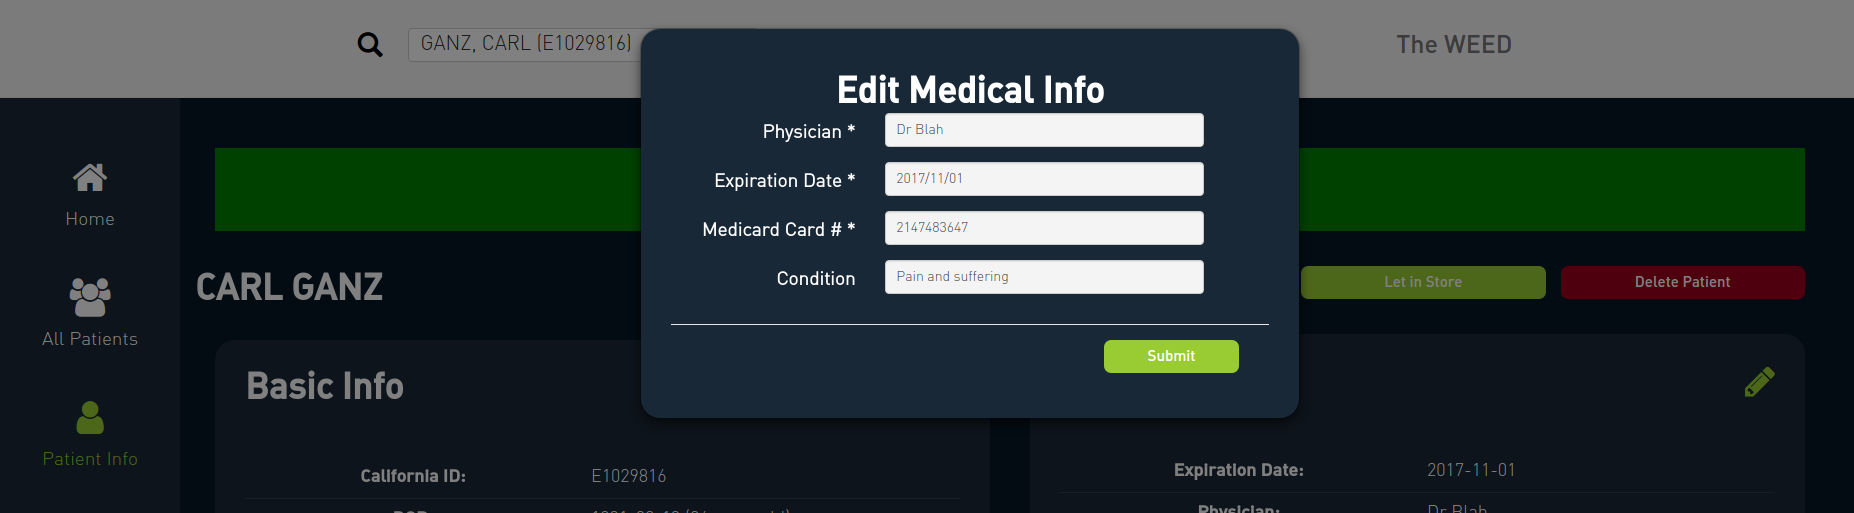 GANZ, CARL (E1029816)
The WEED
Edit Medical Info
Physician * Dr Blah
Expiration Date * 2017/11/01
Medicard Card # * 2147483647
Condition Pain and suffering
Submit
Home
All Patients
Patient Info
CARL GANZ
Let in Store
Delete Patient
Basic Info
California ID: E1029816
Expiration Date: 2017-11-01
Physician: Dr Blah